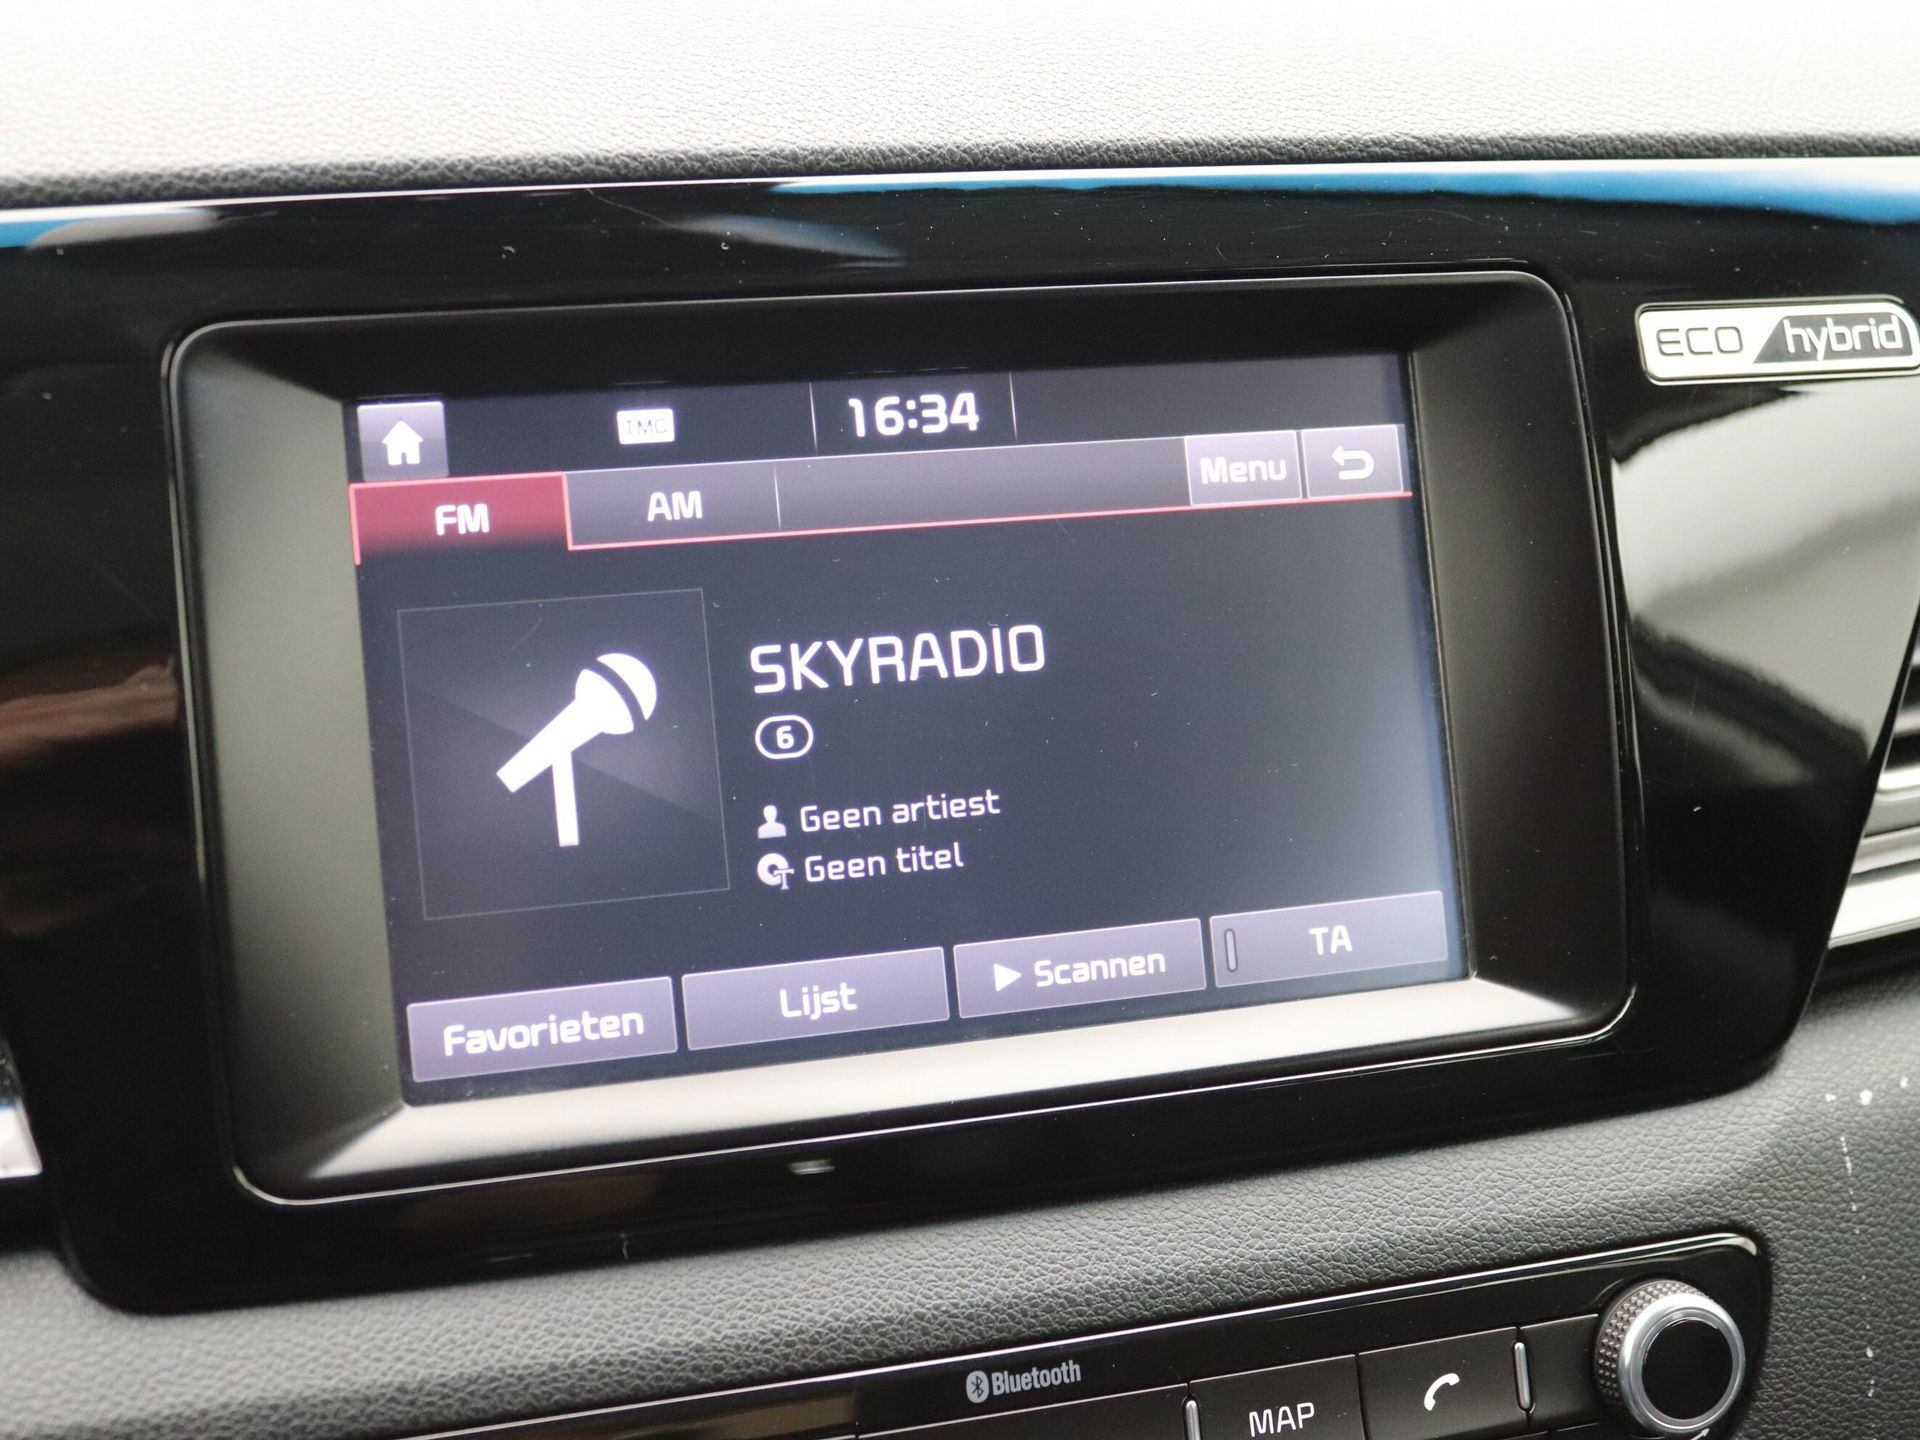 ECO hybrid
TMC
16:34
FM
AM
Menu
SKYRADIO
6
Geen artiest
Geen titel
Favorieten
Lijst
Scannen
TA
Bluetooth
MAP